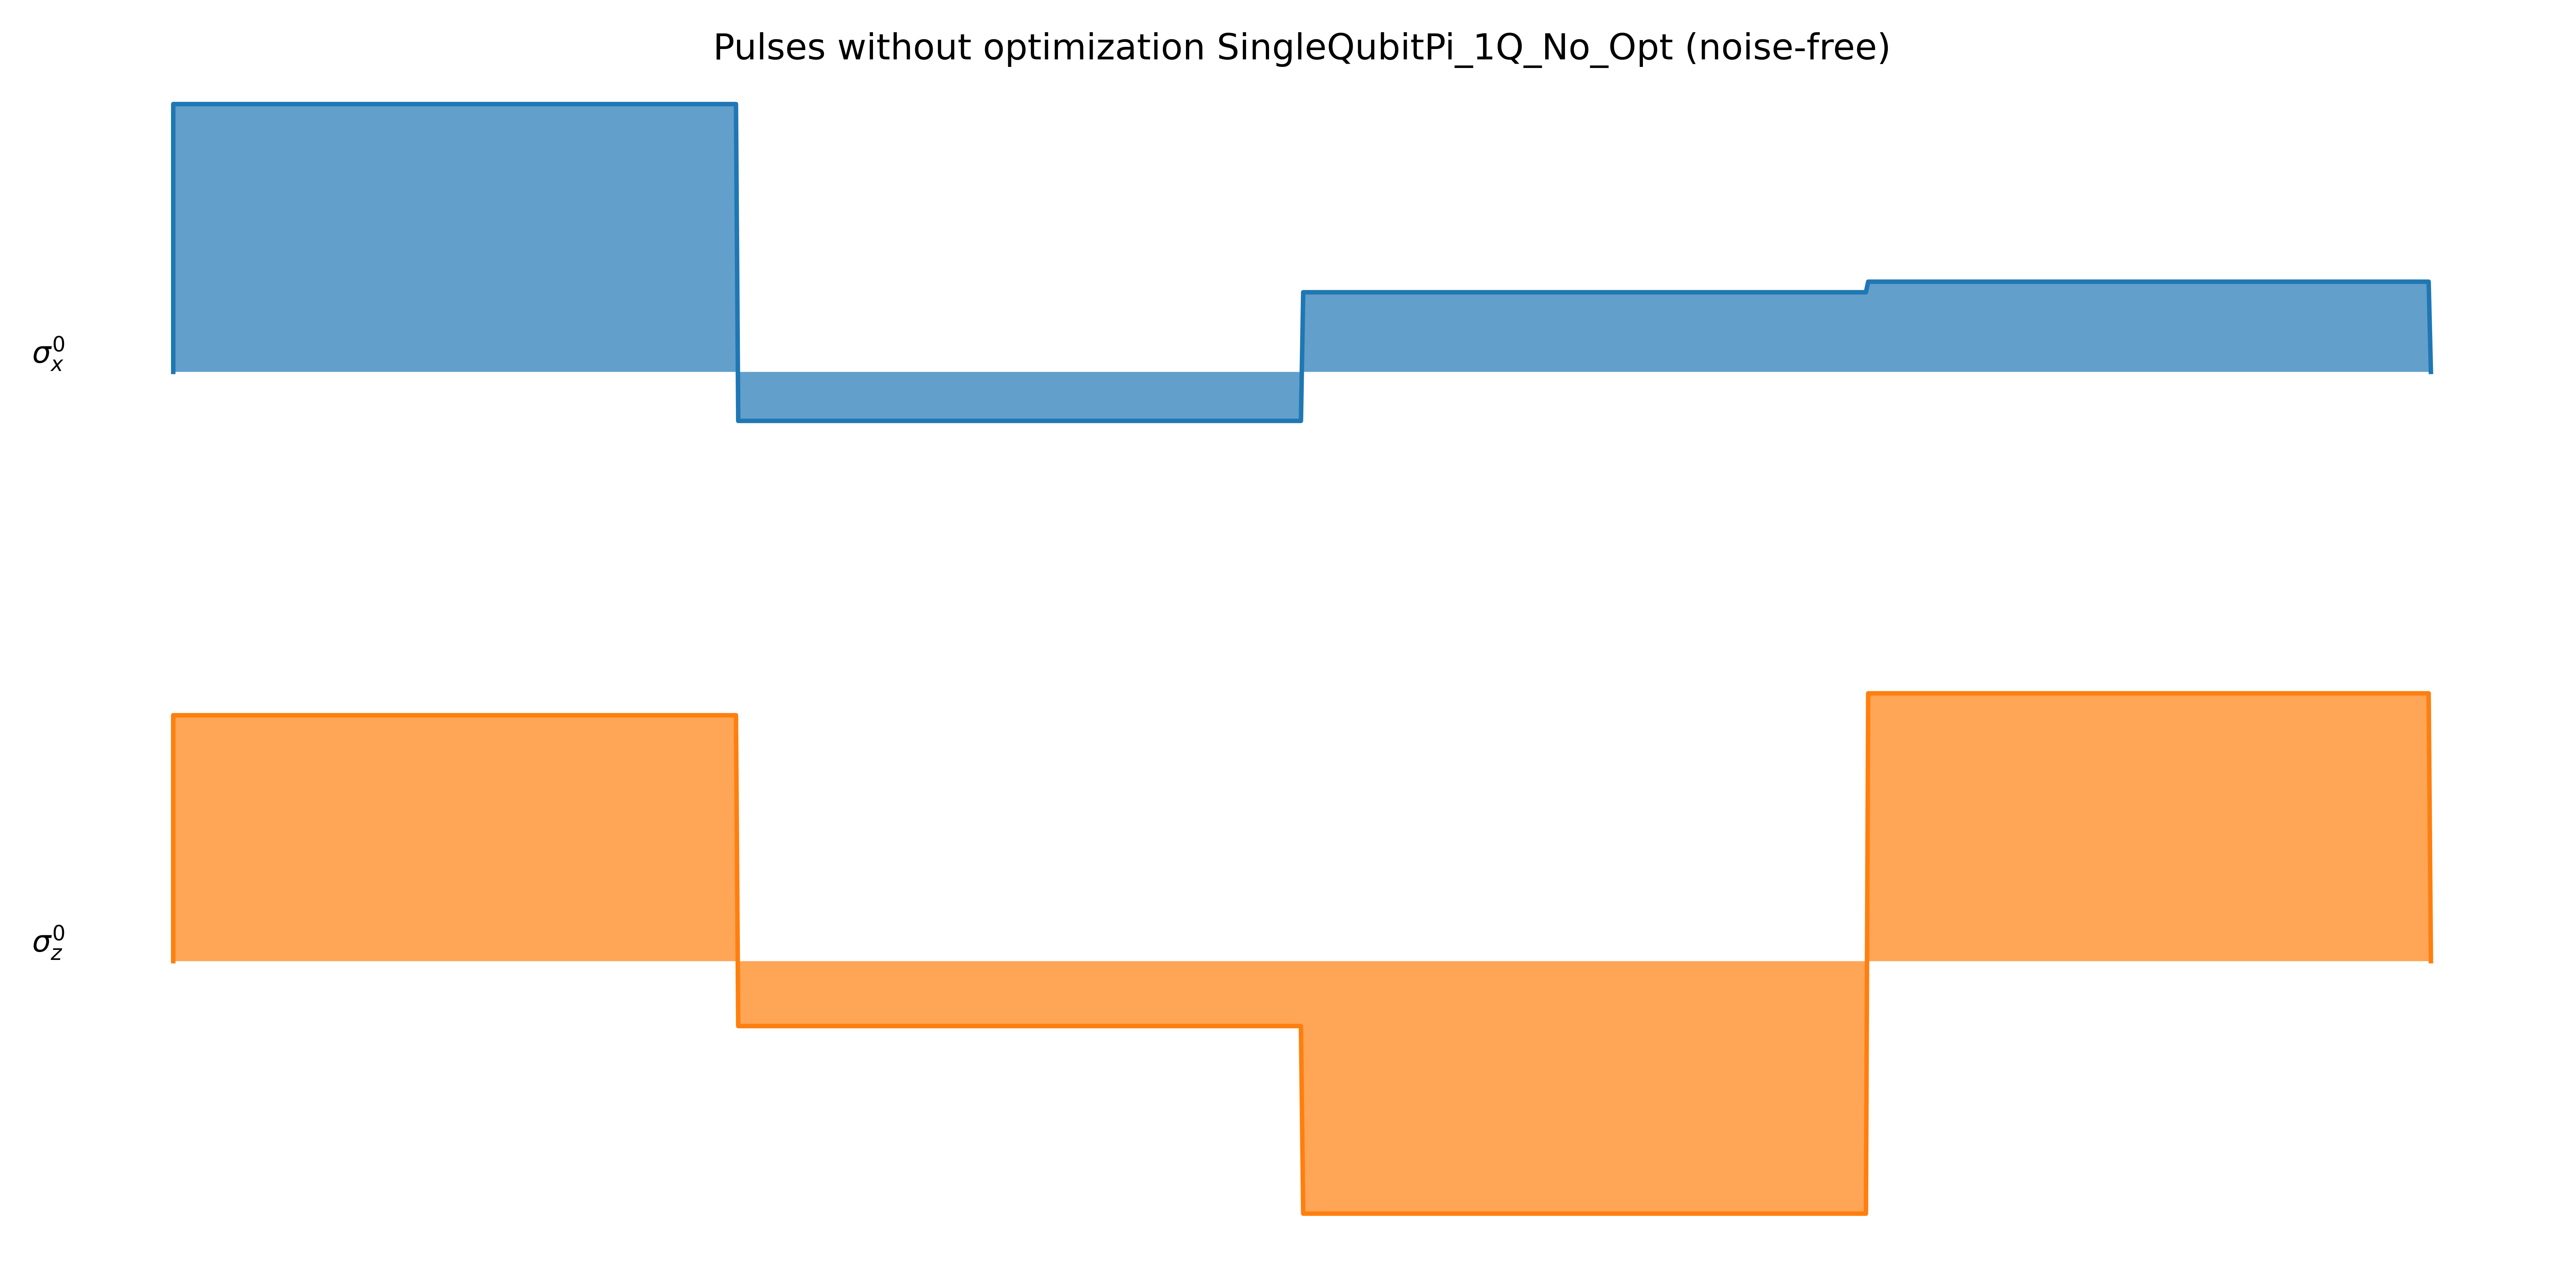 Pulses without optimization SingleQubitPi_1Q_No_Opt (noise-free)
σ_x^0
σ_z^0